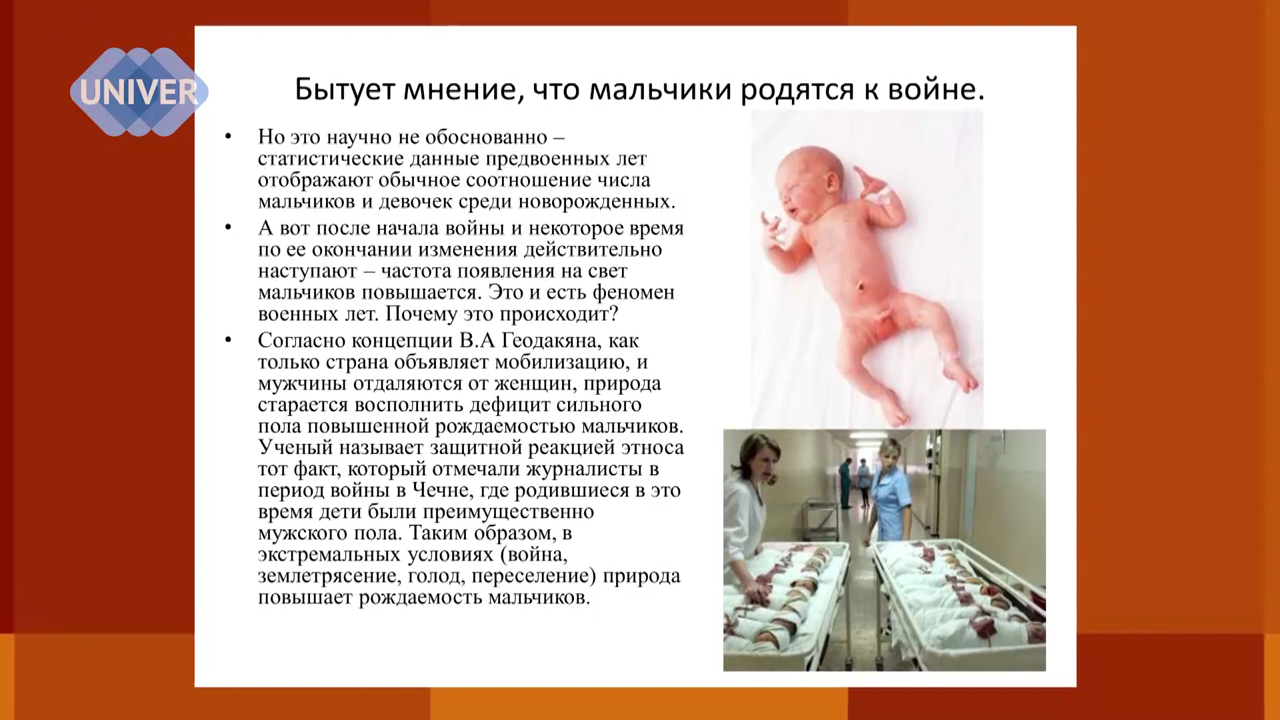 UNIVER
Бытует мнение, что мальчики родятся к войне.
• Но это научно не обоснованно –
статистические данные предвоенных лет
отображают обычное соотношение числа
мальчиков и девочек среди новорожденных.
• А вот после начала войны и некоторое время
по ее окончании изменения действительно
наступают – частота появления на свет
мальчиков повышается. Это и есть феномен
военных лет. Почему это происходит?
• Согласно концепции В.А Геодакяна, как
только страна объявляет мобилизацию, и
мужчины отдаляются от женщин, природа
старается восполнить дефицит сильного
пола повышенной рождаемостью мальчиков.
Ученый называет защитной реакцией этноса
тот факт, который отмечали журналисты в
период войны в Чечне, где родившиеся в это
время дети были преимущественно
мужского пола. Таким образом, в
экстремальных условиях (война,
землетрясение, голод, переселение) природа
повышает рождаемость мальчиков.